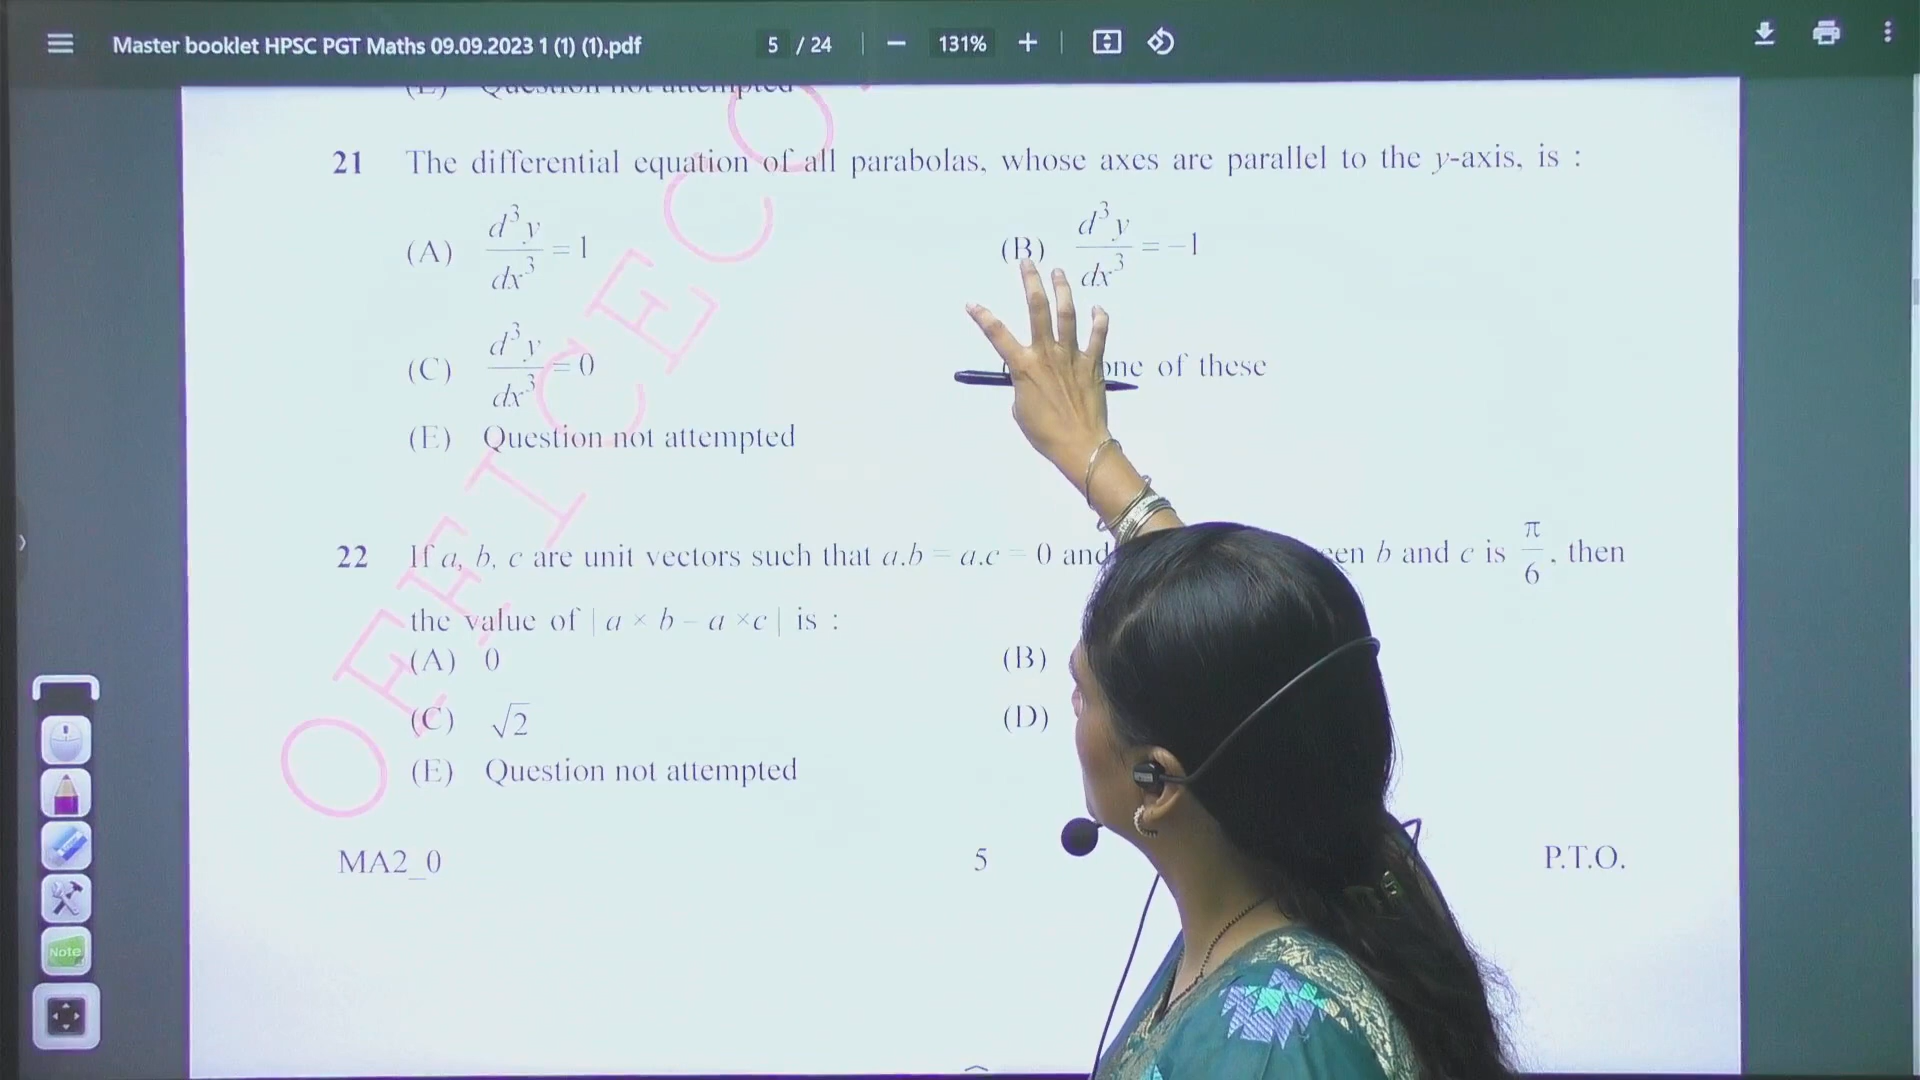 Master booklet HPSC PGT Maths 09.09.2023 1 (1) (1).pdf 5 / 24 131%
(E) Question not attempted
21 The differential equation of all parabolas, whose axes are parallel to the y-axis, is :
(A) d³y/dx³ = 1 (B) d³y/dx³ = −1
(C) d³y/dx³ = 0 one of these
(E) Question not attempted
22 If a, b, c are unit vectors such that a.b = a.c = 0 and b and c is π/6, then
the value of | a × b − a ×c | is :
(A) 0 (B)
(C) √2 (D)
(E) Question not attempted
MA2_0 5 P.T.O.
Note